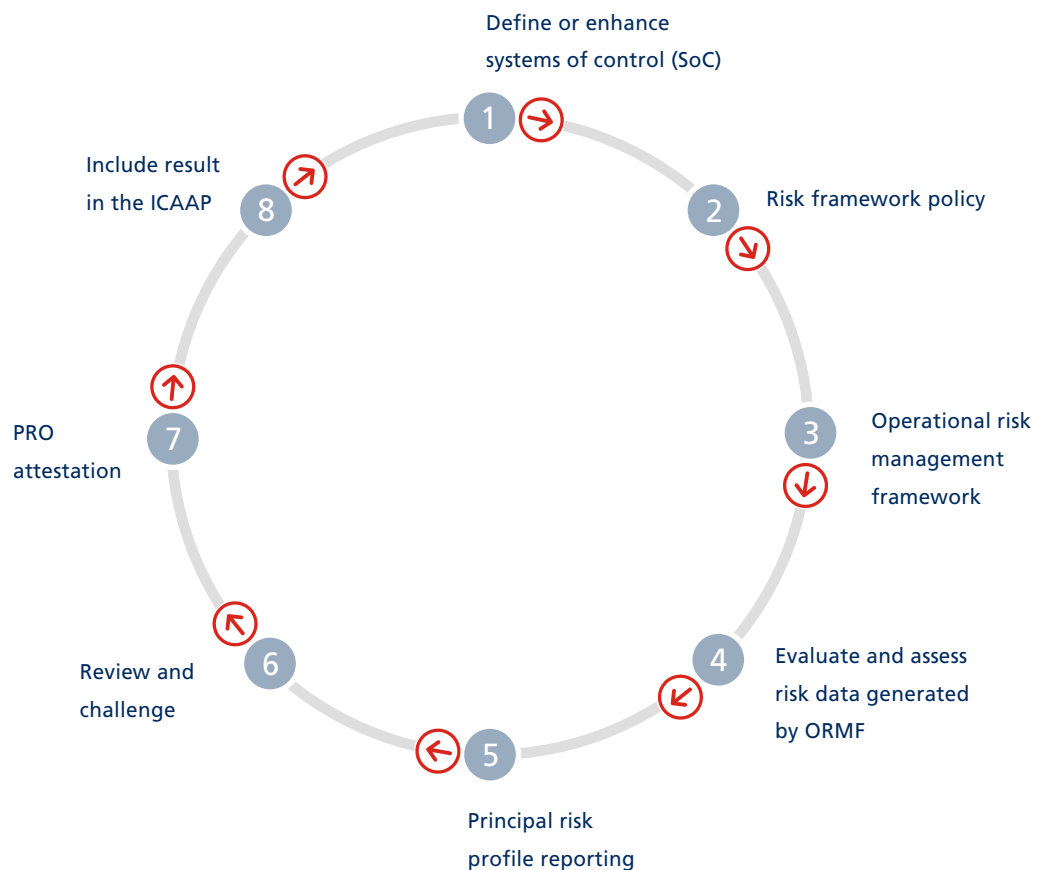 Define or enhance
systems of control (SoC)
1
2
Risk framework policy
3
Operational risk
management
framework
4
Evaluate and assess
risk data generated
by ORMF
5
Principal risk
profile reporting
6
Review and
challenge
7
PRO
attestation
8
Include result
in the ICAAP